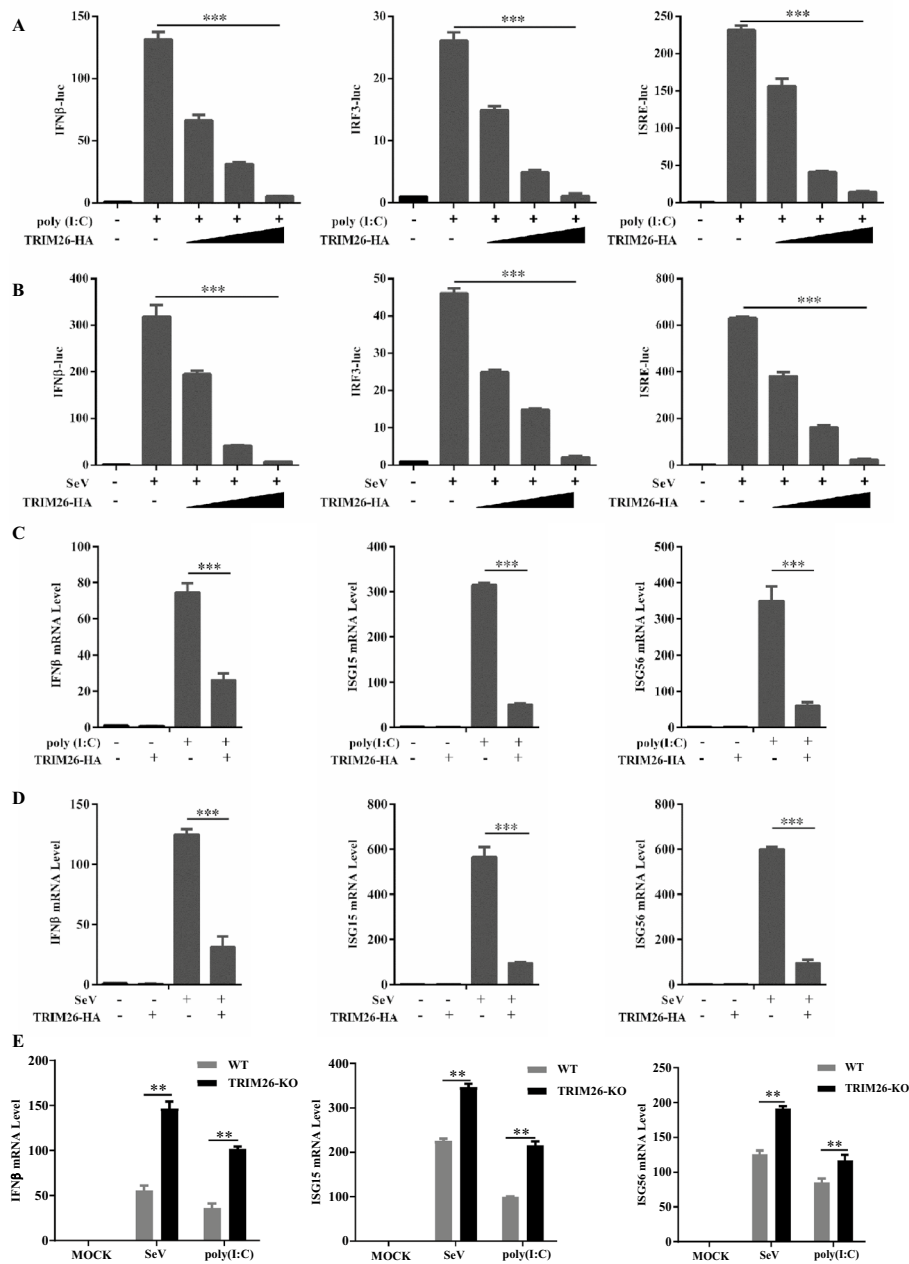 A
***
***
***
IFNβ-luc
150
100
50
0
IRF3-luc
30
20
10
0
ISRE-luc
250
200
150
100
50
0
poly (I:C) - + + + +
TRIM26-HA - -
poly (I:C) - + + + +
TRIM26-HA - -
poly (I:C) - + + + +
TRIM26-HA - -
B
***
***
***
IFNβ-luc
400
300
200
100
0
IRF3-luc
50
40
30
20
10
0
ISRE-luc
800
600
400
200
0
SeV - + + + +
TRIM26-HA - -
SeV - + + + +
TRIM26-HA - -
SeV - + + + +
TRIM26-HA - -
C
***
***
***
IFNβ mRNA Level
100
80
60
40
20
0
ISG15 mRNA Level
400
300
200
100
0
ISG56 mRNA Level
500
400
300
200
100
0
poly (I:C) - - + +
TRIM26-HA - + - +
poly(I:C) - - + +
TRIM26-HA - + - +
poly(I:C) - - + +
TRIM26-HA - + - +
D
***
***
***
IFNβ mRNA Level
150
100
50
0
ISG15 mRNA Level
800
600
400
200
0
ISG56 mRNA Level
800
600
400
200
0
SeV - - + +
TRIM26-HA - + - +
SeV - - + +
TRIM26-HA - + - +
SeV - - + +
TRIM26-HA - + - +
E
IFNβ mRNA Level
200
150
100
50
0
WT
TRIM26-KO
**
**
MOCK SeV poly(I:C)
ISG15 mRNA Level
400
300
200
100
0
WT
TRIM26-KO
**
**
MOCK SeV poly(I:C)
ISG56 mRNA Level
250
200
150
100
50
0
WT
TRIM26-KO
**
**
MOCK SeV poly(I:C)